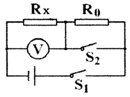 Rx R₀
V
S₂
S₁